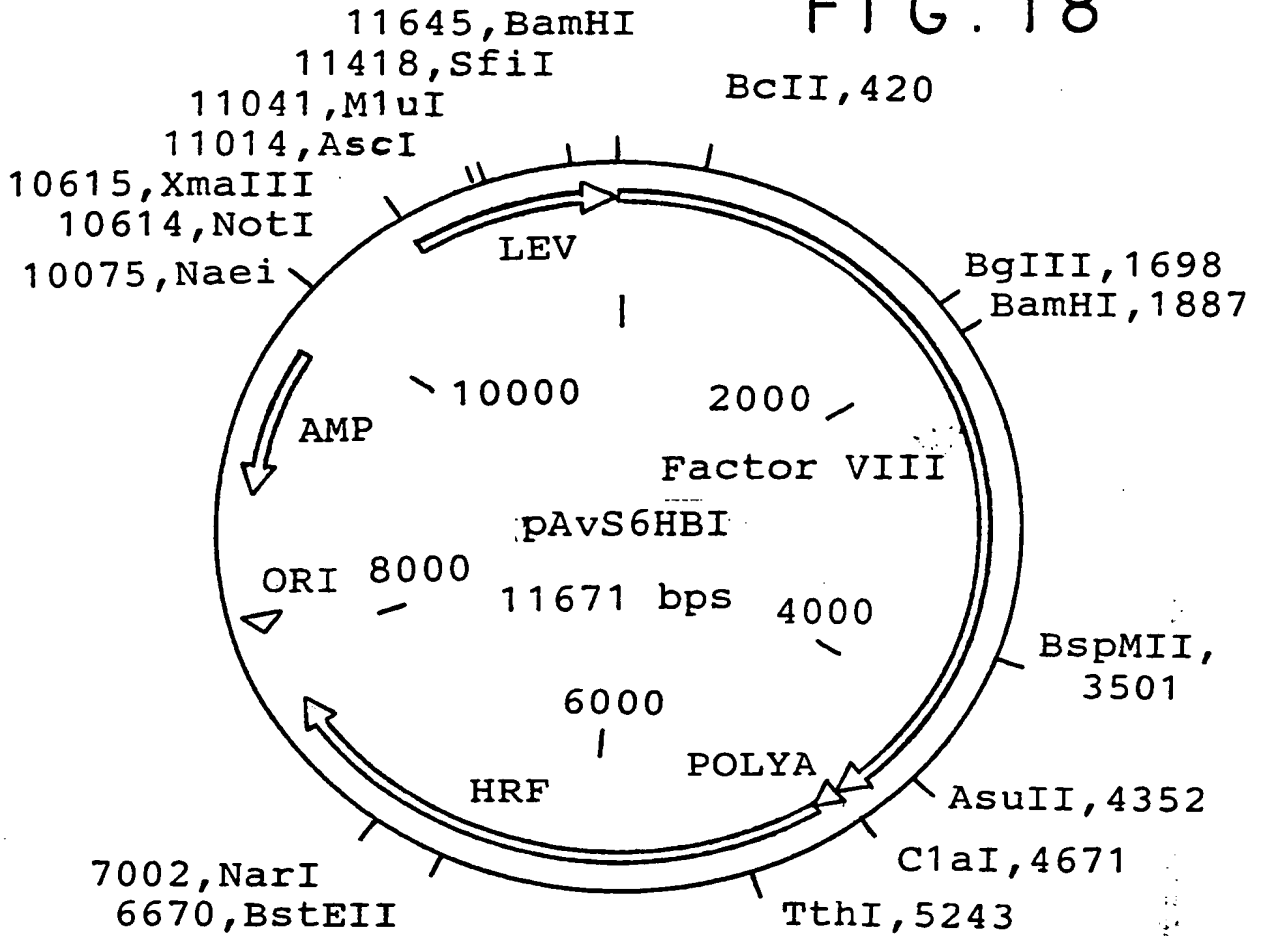 FIG. 18
11645,BamHI
11418,SfiI
11041,M1uI
11014,AscI
10615,XmaIII
10614,NotI
10075,Naei
BcII,420
BgIII,1698
BamHI,1887
LEV
10000
2000
AMP
Factor VIII
pAvS6HBI
11671 bps
ORI
8000
4000
6000
BspMII,
3501
POLYA
HRF
AsuII,4352
C1aI,4671
TthI,5243
7002,NarI
6670,BstEII